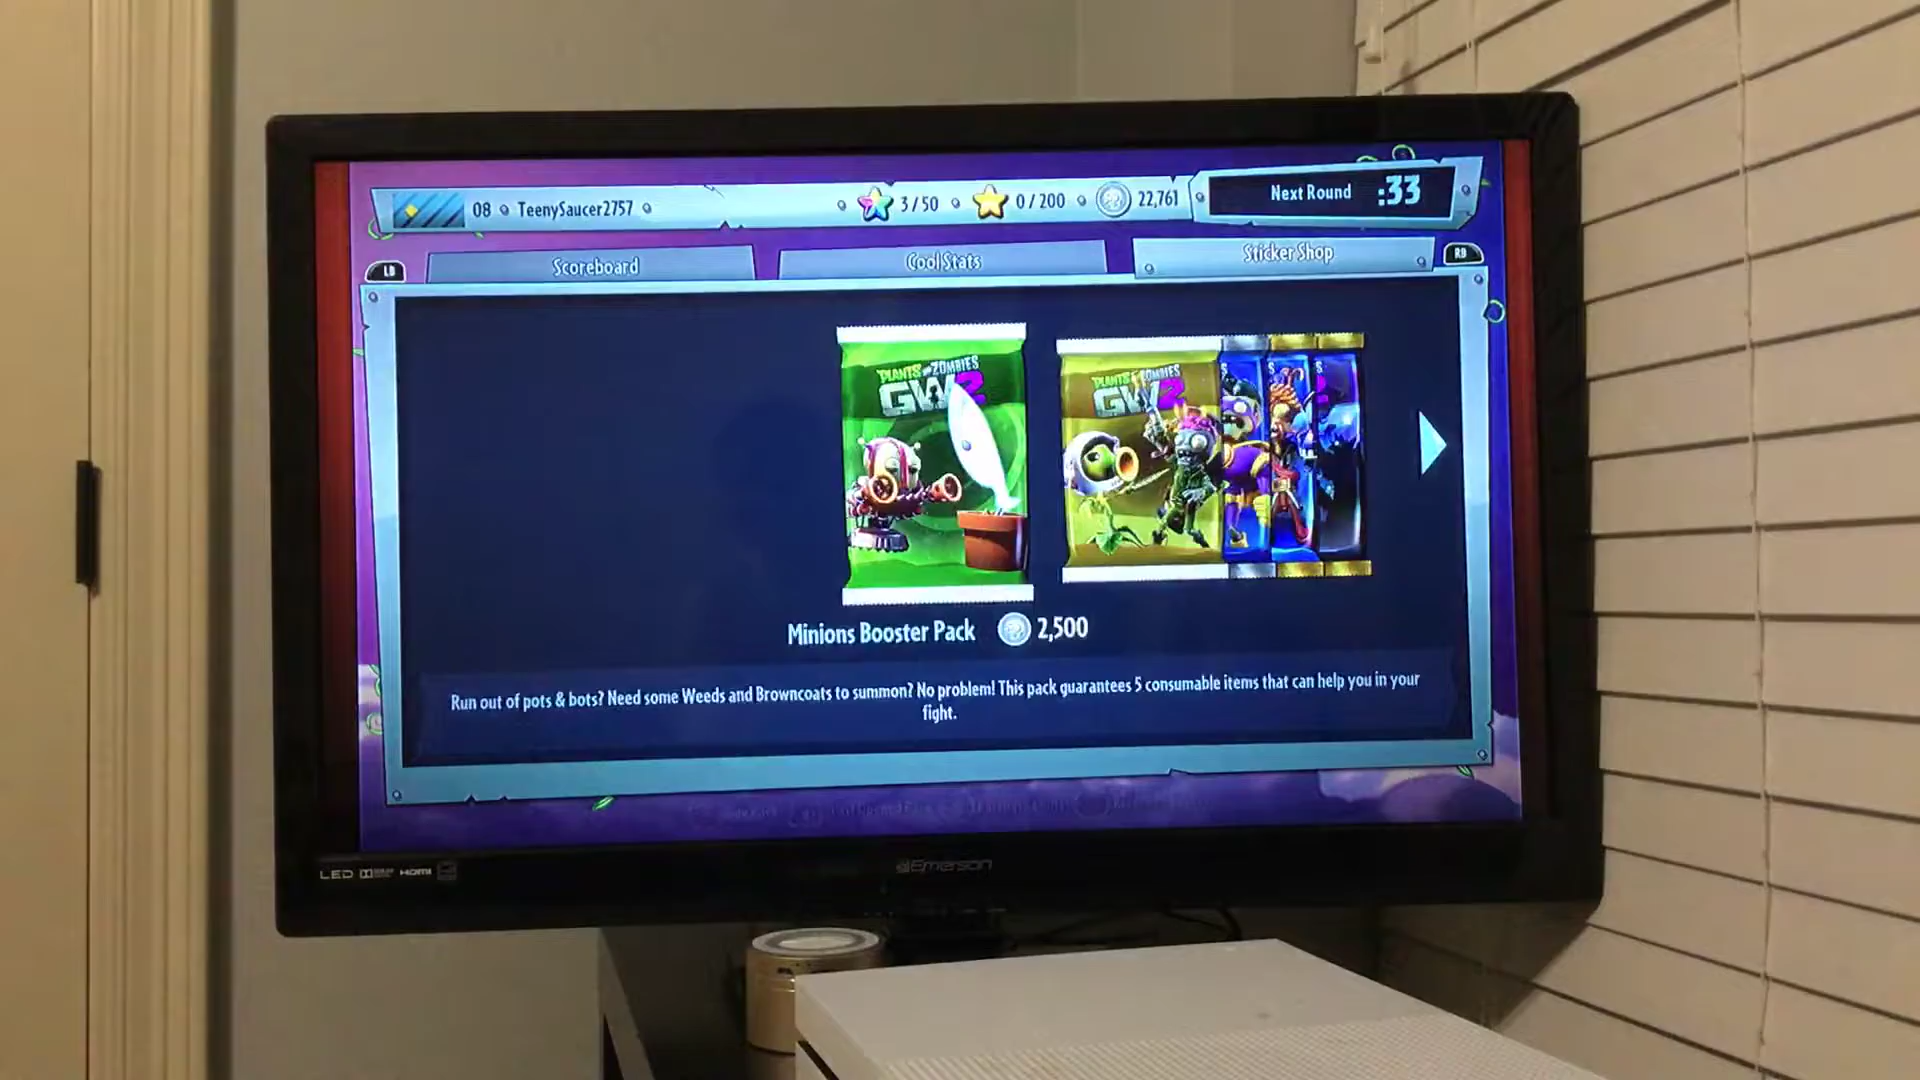 08 TeenySaucer2757
3/50
0/200
22,761
Next Round :33
LB
Scoreboard
Cool Stats
Sticker Shop
RB
PLANTS vs ZOMBIES
GW2
PLANTS vs ZOMBIES
GW2
Minions Booster Pack 2,500
Run out of pots & bots? Need some Weeds and Browncoats to summon? No problem! This pack guarantees 5 consumable items that can help you in your
fight.
LED
HDMI
Emerson